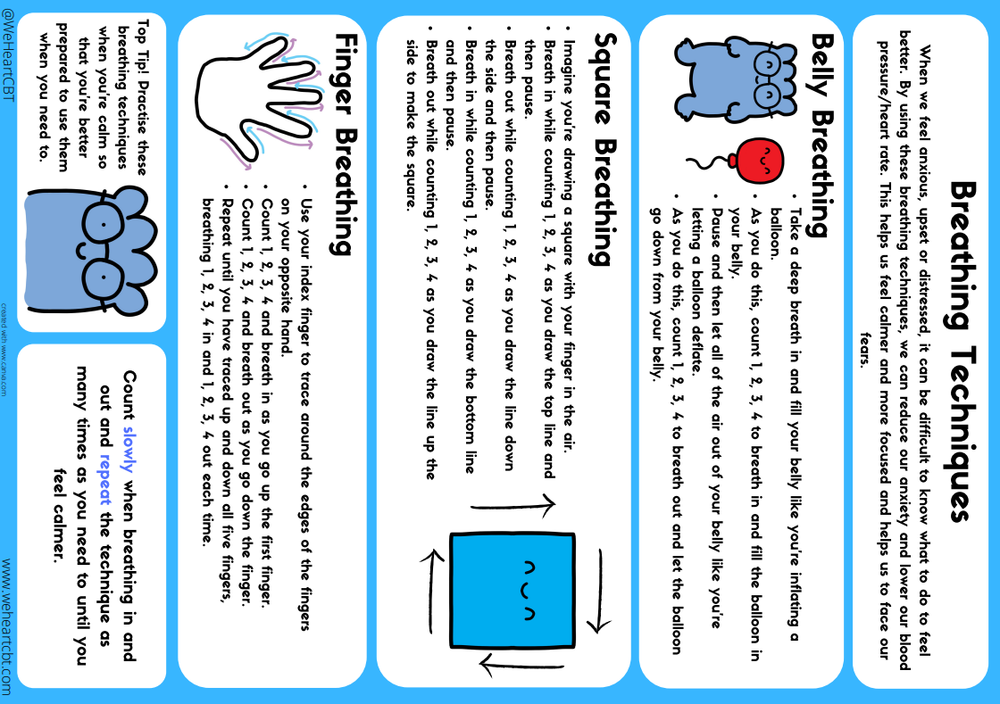 Breathing Techniques
When we feel anxious, upset or distressed, it can be difficult to know what to do to feel
better. By using these breathing techniques, we can reduce our anxiety and lower our blood
pressure/heart rate. This helps us feel calmer and more focused and helps us to face our
fears.
Belly Breathing
• Take a deep breath in and fill your belly like you're inflating a
balloon.
• As you do this, count 1, 2, 3, 4 to breath in and fill the balloon in
your belly.
• Pause and then let all of the air out of your belly like you're
letting a balloon deflate.
• As you do this, count 1, 2, 3, 4 to breath out and let the balloon
go down from your belly.
Square Breathing
• Imagine you're drawing a square with your finger in the air.
• Breath in while counting 1, 2, 3, 4 as you draw the top line and
then pause.
• Breath out while counting 1, 2, 3, 4 as you draw the line down
the side and then pause.
• Breath in while counting 1, 2, 3, 4 as you draw the bottom line
and then pause.
• Breath out while counting 1, 2, 3, 4 as you draw the line up the
side to make the square.
Finger Breathing
• Use your index finger to trace around the edges of the fingers
on your opposite hand.
• Count 1, 2, 3, 4 and breath in as you go up the first finger.
• Count 1, 2, 3, 4 and breath out as you go down the finger.
• Repeat until you have traced up and down all five fingers,
breathing 1, 2, 3, 4 in and 1, 2, 3, 4 out each time.
Top Tip! Practise these
breathing techniques
when you're calm so
that you're better
prepared to use them
when you need to.
Count slowly when breathing in and
out and repeat the technique as
many times as you need to until you
feel calmer.
@WeHeartCBT
created with www.canva.com
www.weheartcbt.com